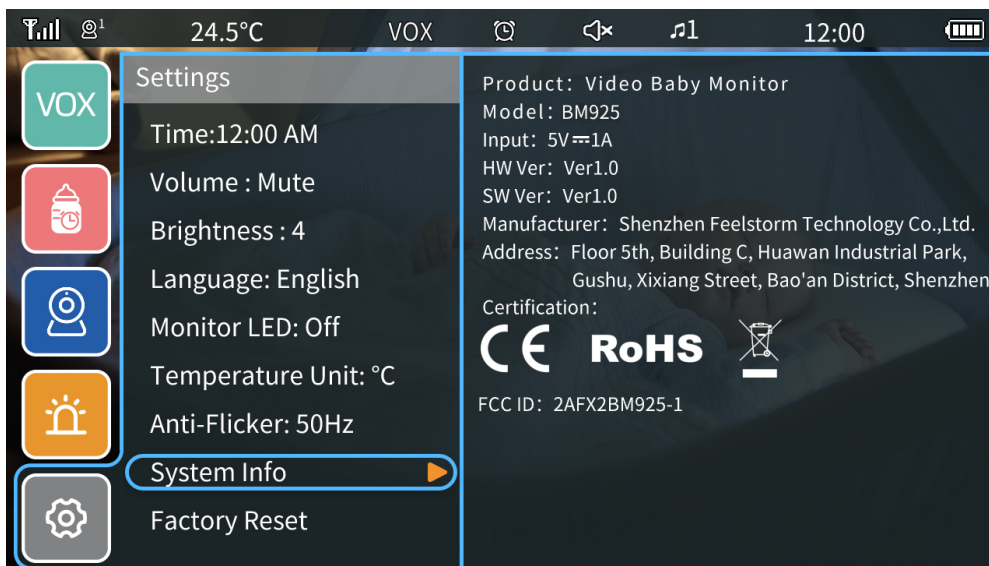 1 24.5°C VOX 1 12:00
VOX
Settings
Time:12:00 AM
Volume : Mute
Brightness : 4
Language: English
Monitor LED: Off
Temperature Unit: °C
Anti-Flicker: 50Hz
System Info
Factory Reset
Product: Video Baby Monitor
Model: BM925
Input: 5V⎓1A
HW Ver: Ver1.0
SW Ver: Ver1.0
Manufacturer: Shenzhen Feelstorm Technology Co.,Ltd.
Address: Floor 5th, Building C, Huawan Industrial Park,
Gushu, Xixiang Street, Bao'an District, Shenzhen
Certification:
CE RoHS
FCC ID: 2AFX2BM925-1